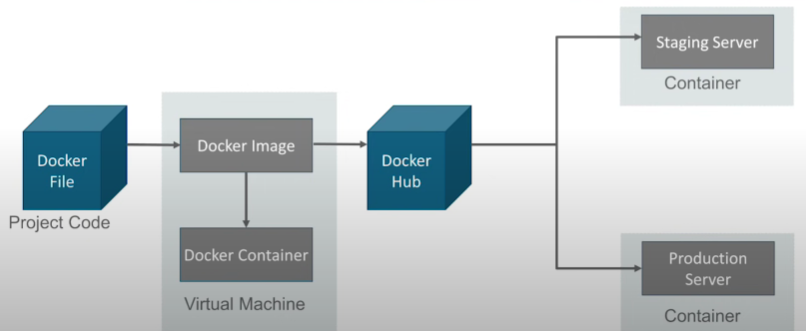 Staging Server
Container
Docker
File
Project Code
Docker Image
Docker Container
Virtual Machine
Docker
Hub
Production
Server
Container